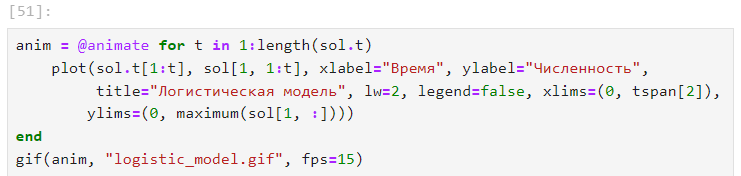 [51]:
anim = @animate for t in 1:length(sol.t)
    plot(sol.t[1:t], sol[1, 1:t], xlabel="Время", ylabel="Численность",
         title="Логистическая модель", lw=2, legend=false, xlims=(0, tspan[2]),
        ylims=(0, maximum(sol[1, :])))
end
gif(anim, "logistic_model.gif", fps=15)